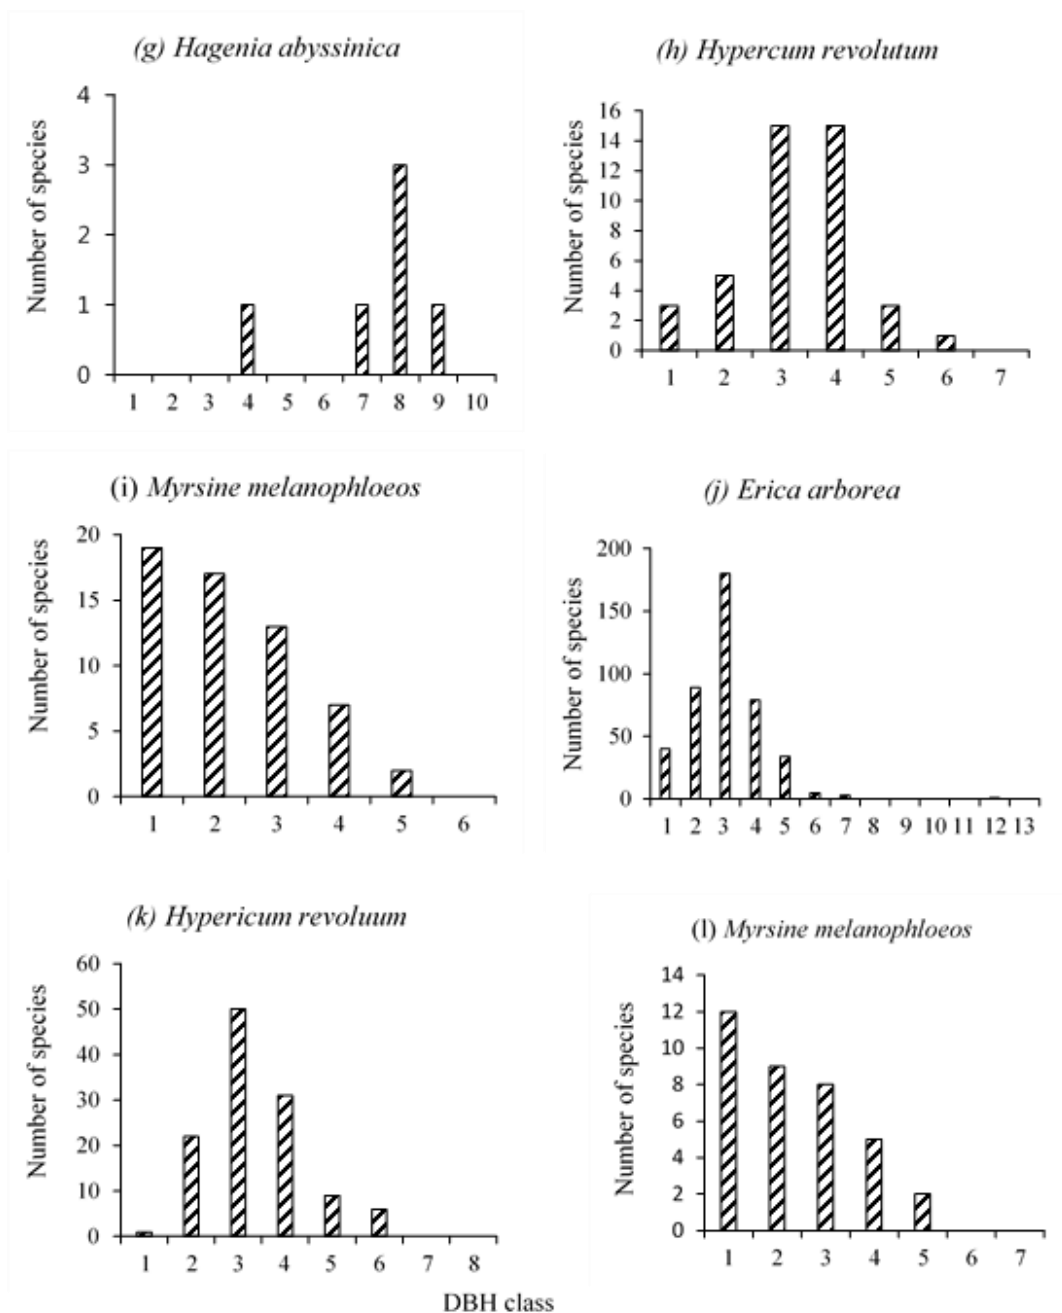 (g) Hagenia abyssinica
Number of species
4
3
2
1
0
1 2 3 4 5 6 7 8 9 10
(h) Hypercum revolutum
Number of species
16
14
12
10
8
6
4
2
0
1 2 3 4 5 6 7
(i) Myrsine melanophloeos
Number of species
20
15
10
5
0
1 2 3 4 5 6
(j) Erica arborea
Number of species
200
150
100
50
0
1 2 3 4 5 6 7 8 9 10 11 12 13
(k) Hypericum revoluum
Number of species
60
50
40
30
20
10
0
1 2 3 4 5 6 7 8
(l) Myrsine melanophloeos
Number of species
14
12
10
8
6
4
2
0
1 2 3 4 5 6 7
DBH class